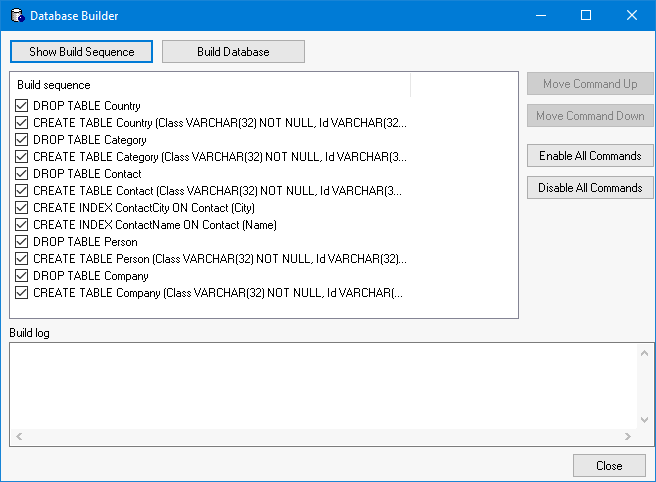 Database Builder
Show Build Sequence
Build Database
Build sequence
DROP TABLE Country
CREATE TABLE Country (Class VARCHAR(32) NOT NULL, Id VARCHAR(32...
DROP TABLE Category
CREATE TABLE Category (Class VARCHAR(32) NOT NULL, Id VARCHAR(3...
DROP TABLE Contact
CREATE TABLE Contact (Class VARCHAR(32) NOT NULL, Id VARCHAR(3...
CREATE INDEX ContactCity ON Contact (City)
CREATE INDEX ContactName ON Contact (Name)
DROP TABLE Person
CREATE TABLE Person (Class VARCHAR(32) NOT NULL, Id VARCHAR(32)...
DROP TABLE Company
CREATE TABLE Company (Class VARCHAR(32) NOT NULL, Id VARCHAR(...
Move Command Up
Move Command Down
Enable All Commands
Disable All Commands
Build log
Close